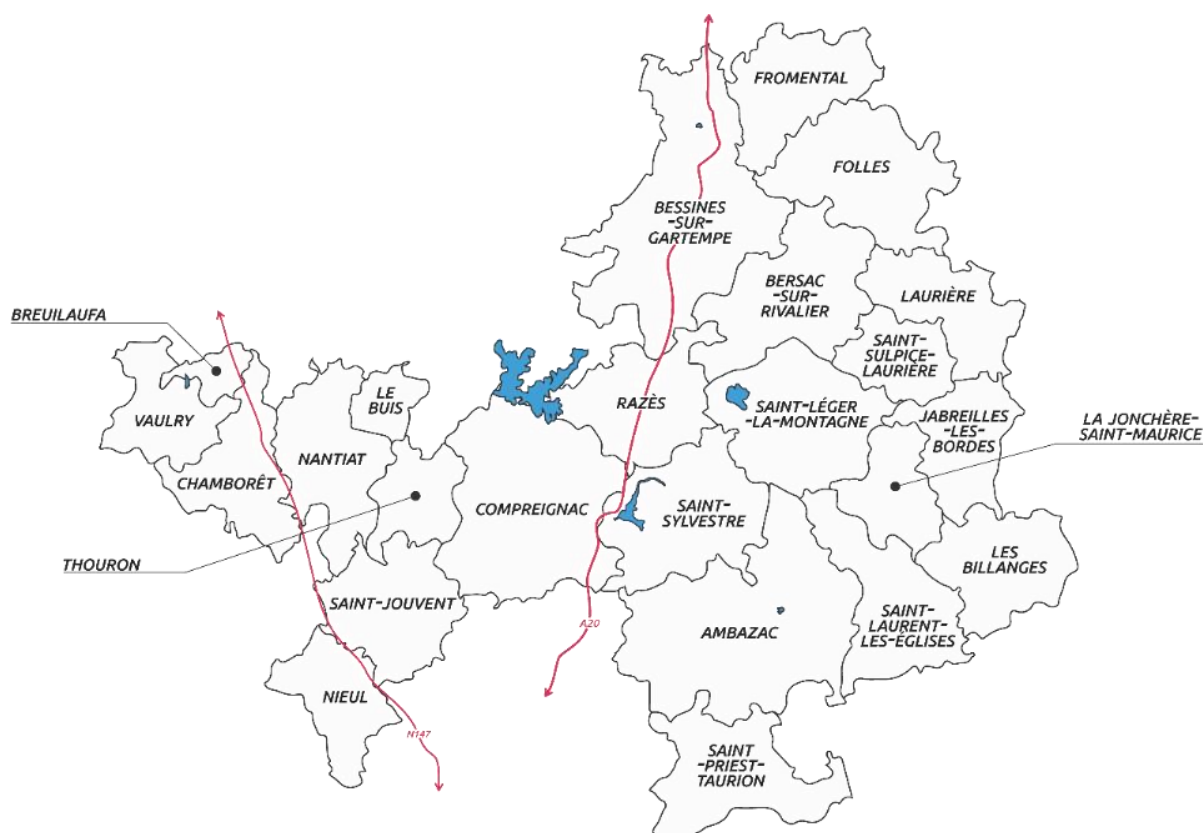 FROMENTAL
FOLLES
BESSINES
-SUR-
GARTEMPE
BERSAC
-SUR-
RIVALIER
LAURIÈRE
BREUILAUFA
SAINT-
SULPICE-
LAURIÈRE
LE
BUIS
RAZÈS
SAINT-LÉGER
-LA-MONTAGNE
VAULRY
JABREILLES
-LES-
BORDES
LA JONCHÈRE-
SAINT-MAURICE
NANTIAT
CHAMBORÊT
COMPREIGNAC
SAINT-
SYLVESTRE
THOURON
LES
BILLANGES
SAINT-JOUVENT
A20
AMBAZAC
SAINT-
LAURENT-
LES-ÉGLISES
NIEUL
N147
SAINT
-PRIEST-
TAURION